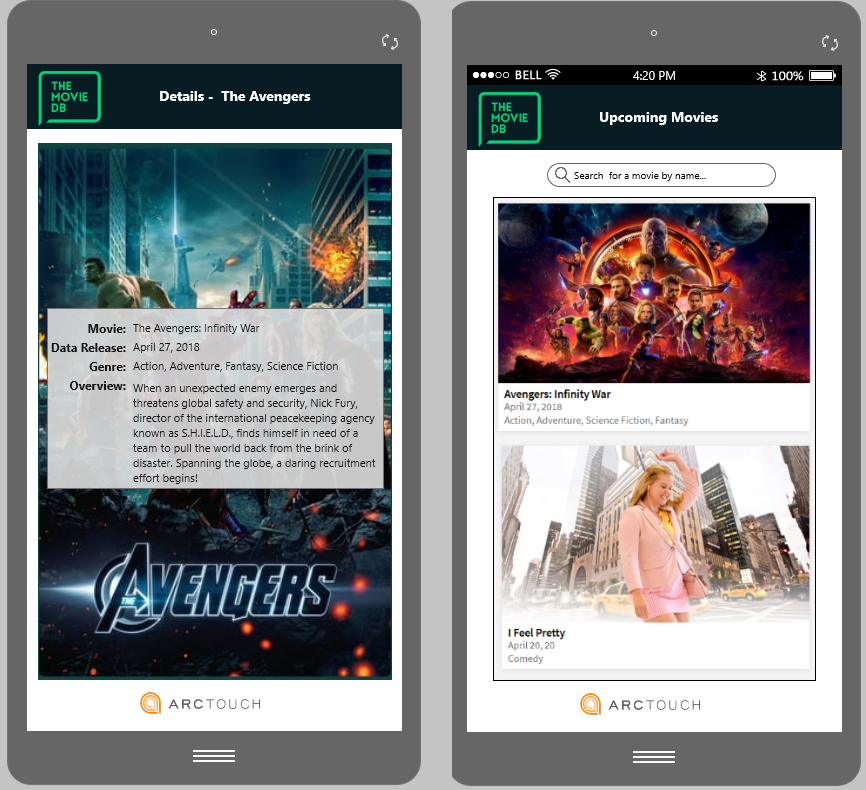 THE
MOVIE
DB
Details -  The Avengers
Movie: The Avengers: Infinity War
Data Release: April 27, 2018
Genre: Action, Adventure, Fantasy, Science Fiction
Overview: When an unexpected enemy emerges and
threatens global safety and security, Nick Fury,
director of the international peacekeeping agency
known as S.H.I.E.L.D., finds himself in need of a
team to pull the world back from the brink of
disaster. Spanning the globe, a daring recruitment
effort begins!
THE AVENGERS
ARCTOUCH
BELL 4:20 PM 100%
THE
MOVIE
DB
Upcoming Movies
Search  for a movie by name...
Avengers: Infinity War
April 27, 2018
Action, Adventure, Science Fiction, Fantasy
I Feel Pretty
April 20, 20
Comedy
ARCTOUCH